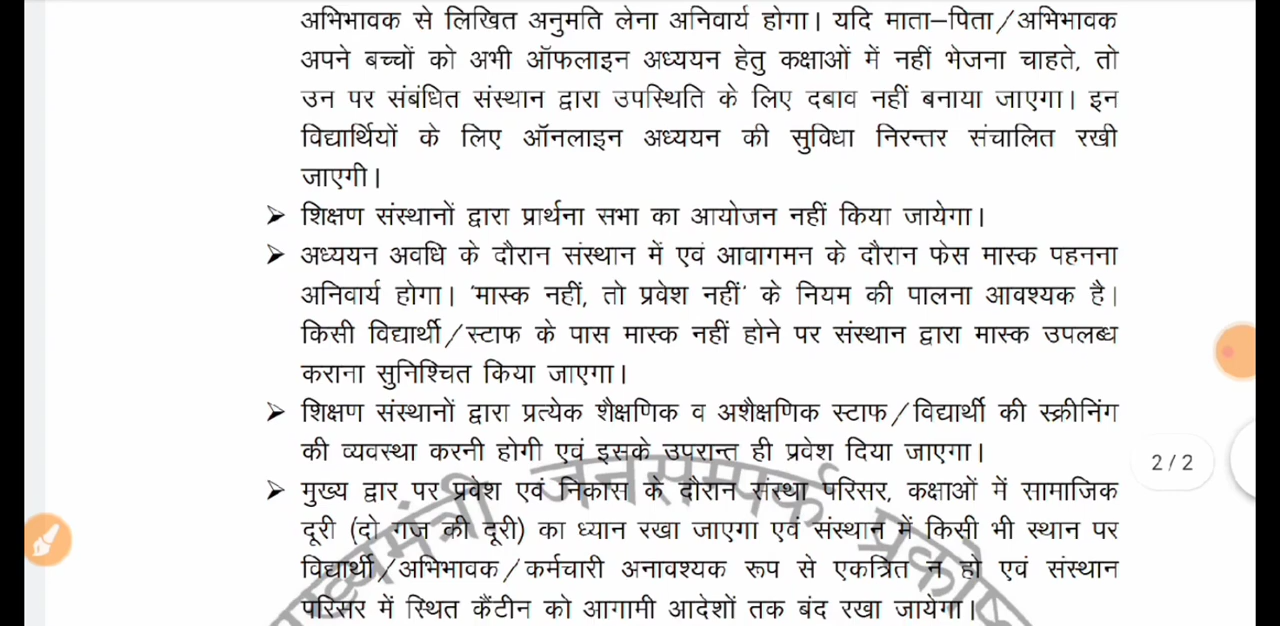 अभिभावक से लिखित अनुमति लेना अनिवार्य होगा। यदि माता–पिता/अभिभावक
अपने बच्चों को अभी ऑफलाइन अध्ययन हेतु कक्षाओं में नहीं भेजना चाहते, तो
उन पर संबंधित संस्थान द्वारा उपस्थिति के लिए दबाव नहीं बनाया जाएगा। इन
विद्यार्थियों के लिए ऑनलाइन अध्ययन की सुविधा निरन्तर संचालित रखी
जाएगी।
➢ शिक्षण संस्थानों द्वारा प्रार्थना सभा का आयोजन नहीं किया जायेगा।
➢ अध्ययन अवधि के दौरान संस्थान में एवं आवागमन के दौरान फेस मास्क पहनना
अनिवार्य होगा। 'मास्क नहीं, तो प्रवेश नहीं' के नियम की पालना आवश्यक है।
किसी विद्यार्थी/स्टाफ के पास मास्क नहीं होने पर संस्थान द्वारा मास्क उपलब्ध
कराना सुनिश्चित किया जाएगा।
➢ शिक्षण संस्थानों द्वारा प्रत्येक शैक्षणिक व अशैक्षणिक स्टाफ/विद्यार्थी की स्क्रीनिंग
की व्यवस्था करनी होगी एवं इसके उपरान्त ही प्रवेश दिया जाएगा।
2/2
➢ मुख्य द्वार पर प्रवेश एवं निकास के दौरान संस्था परिसर, कक्षाओं में सामाजिक
दूरी (दो गज की दूरी) का ध्यान रखा जाएगा एवं संस्थान में किसी भी स्थान पर
विद्यार्थी/अभिभावक/कर्मचारी अनावश्यक रूप से एकत्रित न हो एवं संस्थान
परिसर में स्थित कैंटीन को आगामी आदेशों तक बंद रखा जायेगा।
मुख्यमंत्री जनसम्पर्क प्रकोष्ठ